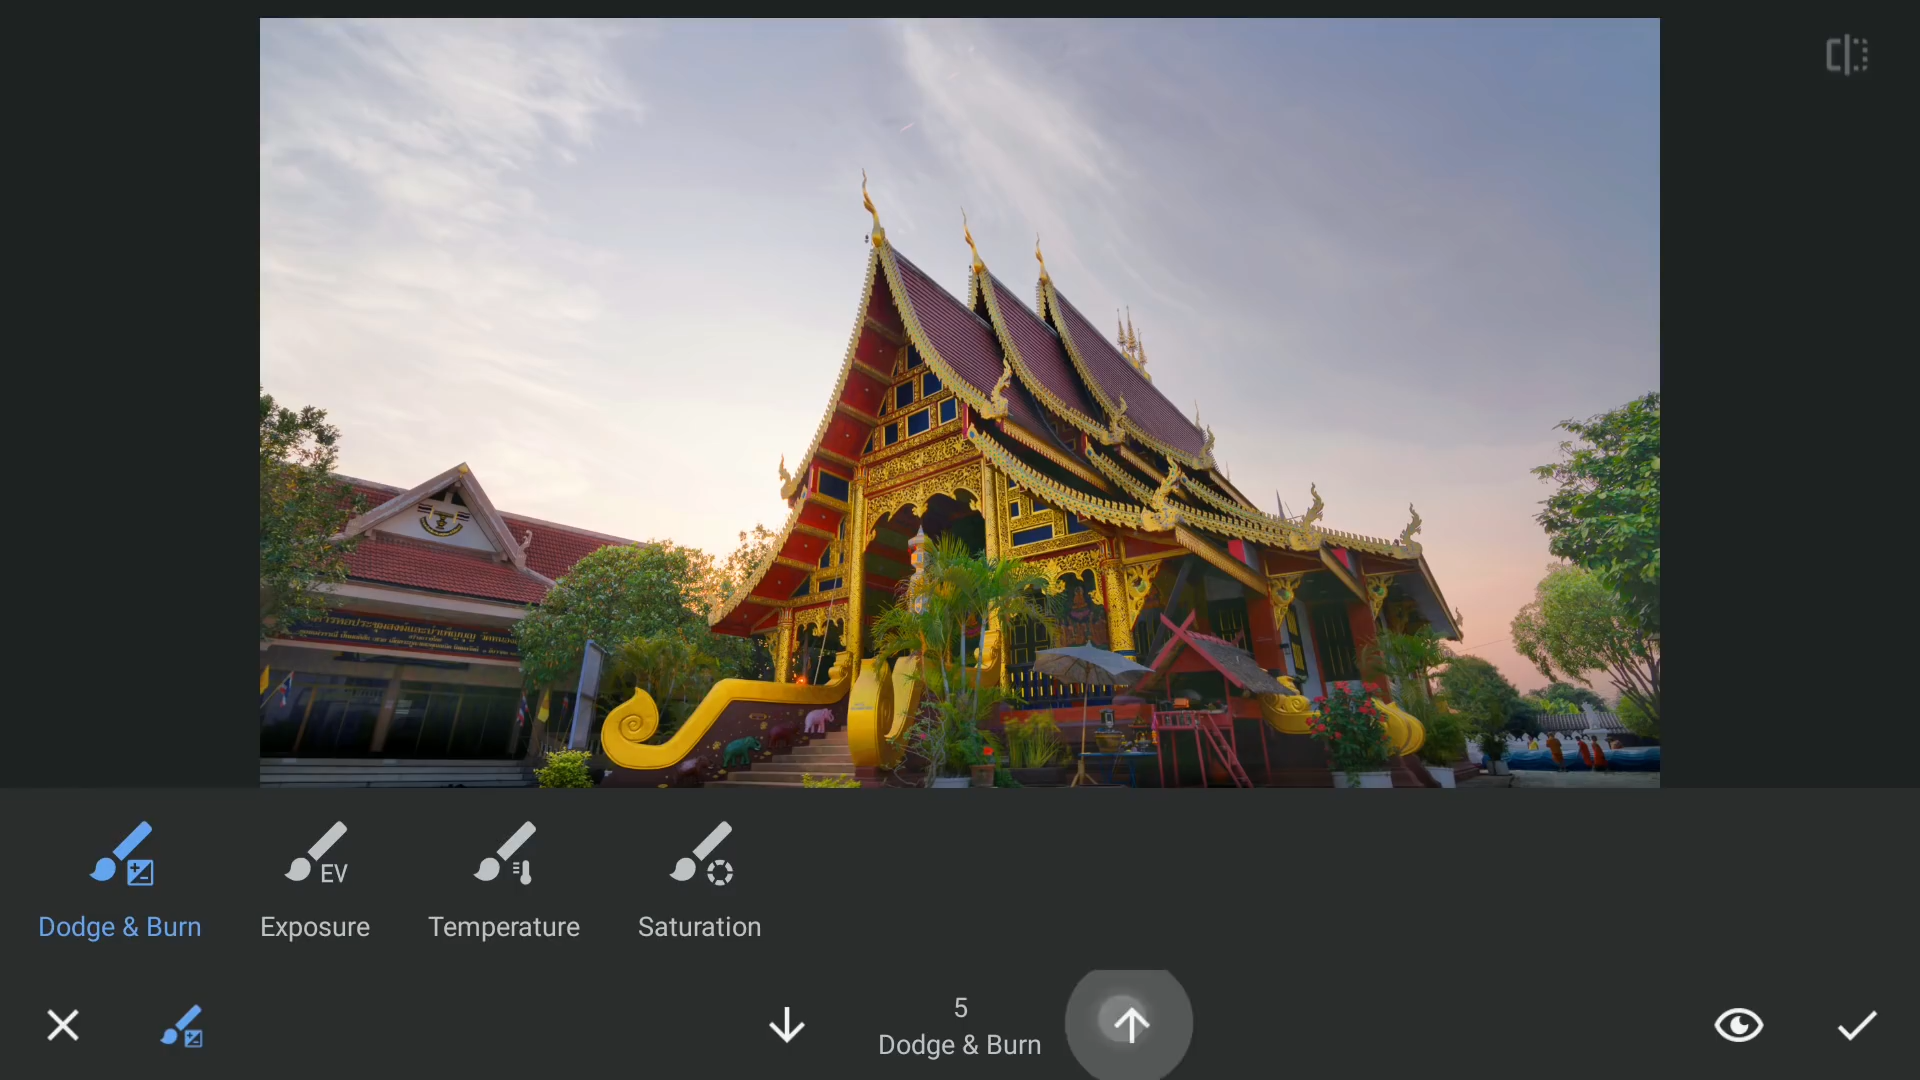 EV
Dodge & Burn
Exposure
Temperature
Saturation
5
Dodge & Burn